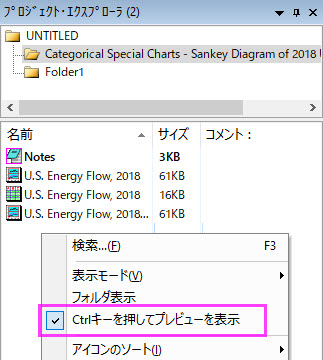 ﾌﾟﾛｼﾞｪｸﾄ･ｴｸｽﾌﾟﾛｰﾗ (2)
UNTITLED
Categorical Special Charts - Sankey Diagram of 2018 U
Folder1
名前 サイズ コメント：
Notes 3KB
U.S. Energy Flow, 2018 61KB
U.S. Energy Flow, 2018 16KB
U.S. Energy Flow, 2018... 61KB
検索...(F) F3
表示モード(V)
フォルダ表示
Ctrlキーを押してプレビューを表示
アイコンのソート(I)